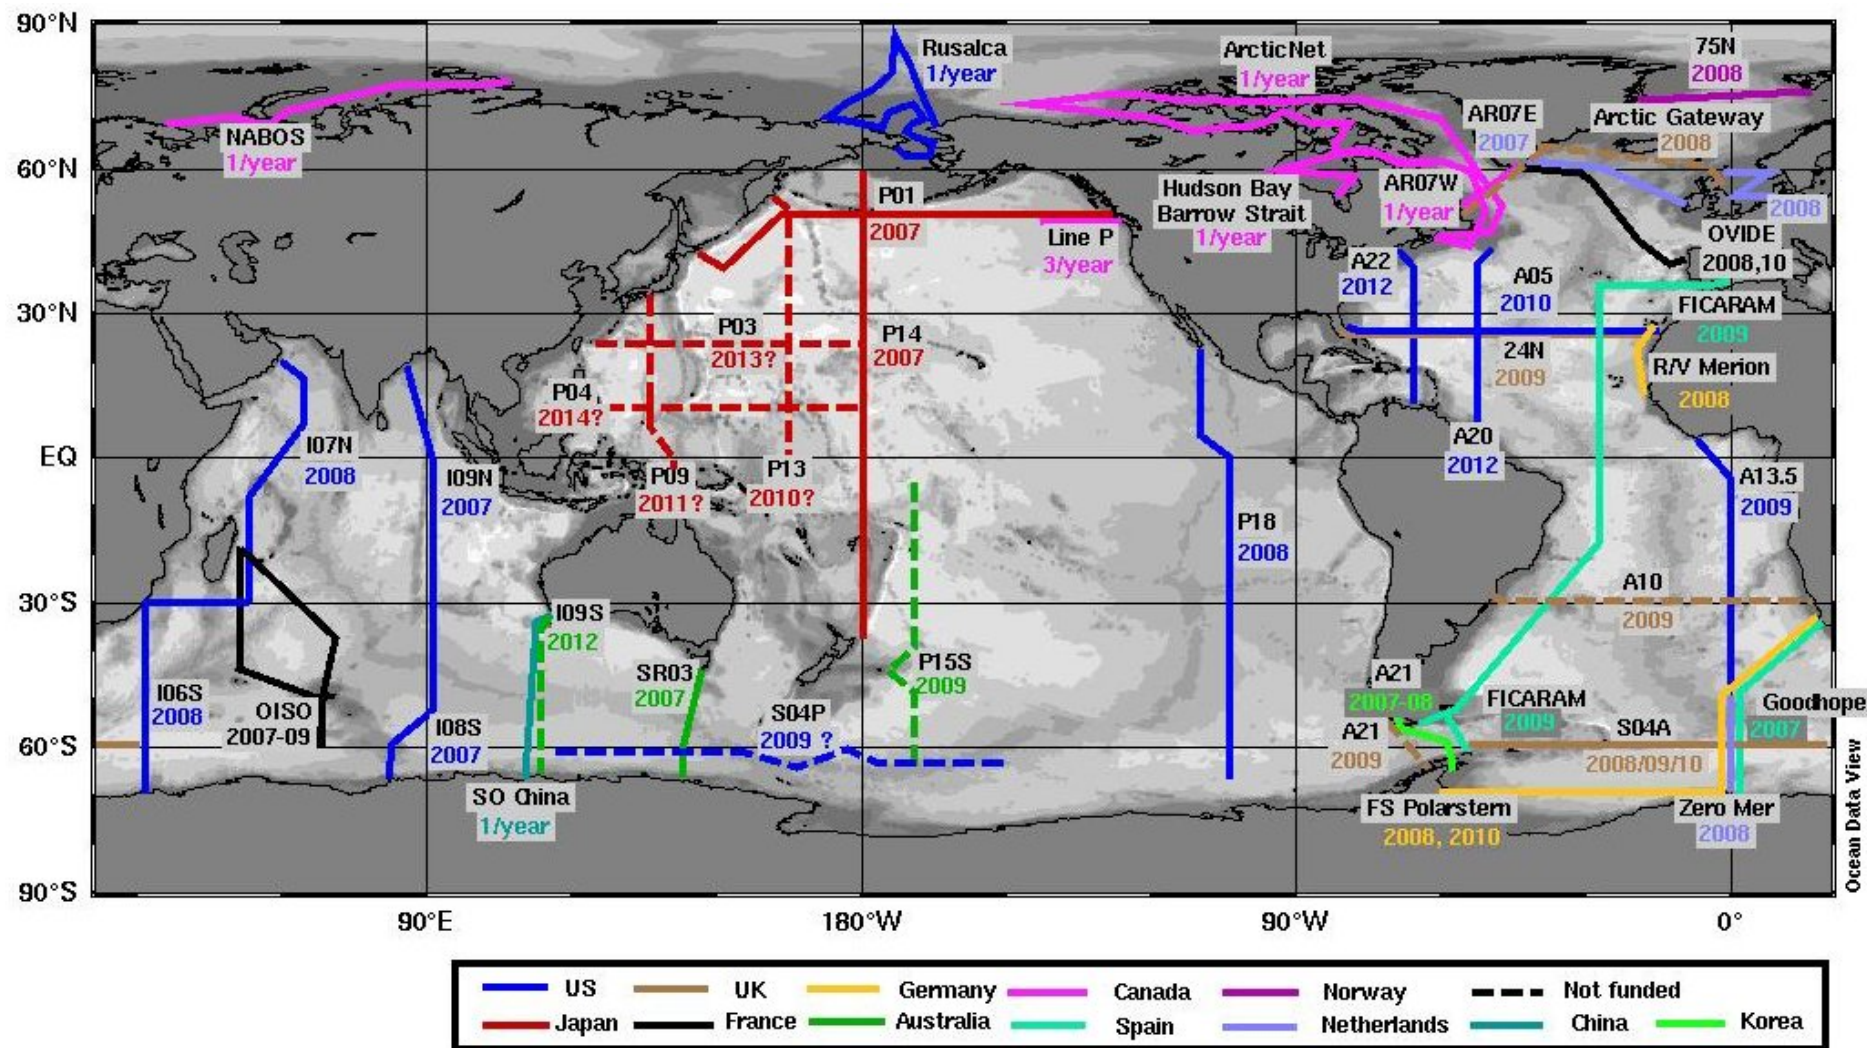 90°N
Rusalca
1/year
ArcticNet
1/year
75N
2008
NABOS
1/year
AR07E
2007
Arctic Gateway
2008
60°N
P01
2007
Hudson Bay
Barrow Strait
1/year
AR07W
1/year
2008
Line P
3/year
OVIDE
2008,10
A22
2012
A05
2010
FICARAM
2009
30°N
P03
2013?
P14
2007
24N
2009
R/V Merion
2008
P04
2014?
A20
2012
EQ
I07N
2008
I09N
2007
P09
2011?
P13
2010?
A13.5
2009
P18
2008
30°S
I09S
2012
A10
2009
SR03
2007
P15S
2009
I06S
2008
OISO
2007-09
I08S
2007
S04P
2009 ?
A21
2007-08
FICARAM
2009
Goodhope
2007
60°S
A21
2009
S04A
2008/09/10
SO China
1/year
FS Polarstern
2008, 2010
Zero Mer
2008
90°S
Ocean Data View
90°E
180°W
90°W
0°
US
UK
Germany
Canada
Norway
Not funded
Japan
France
Australia
Spain
Netherlands
China
Korea